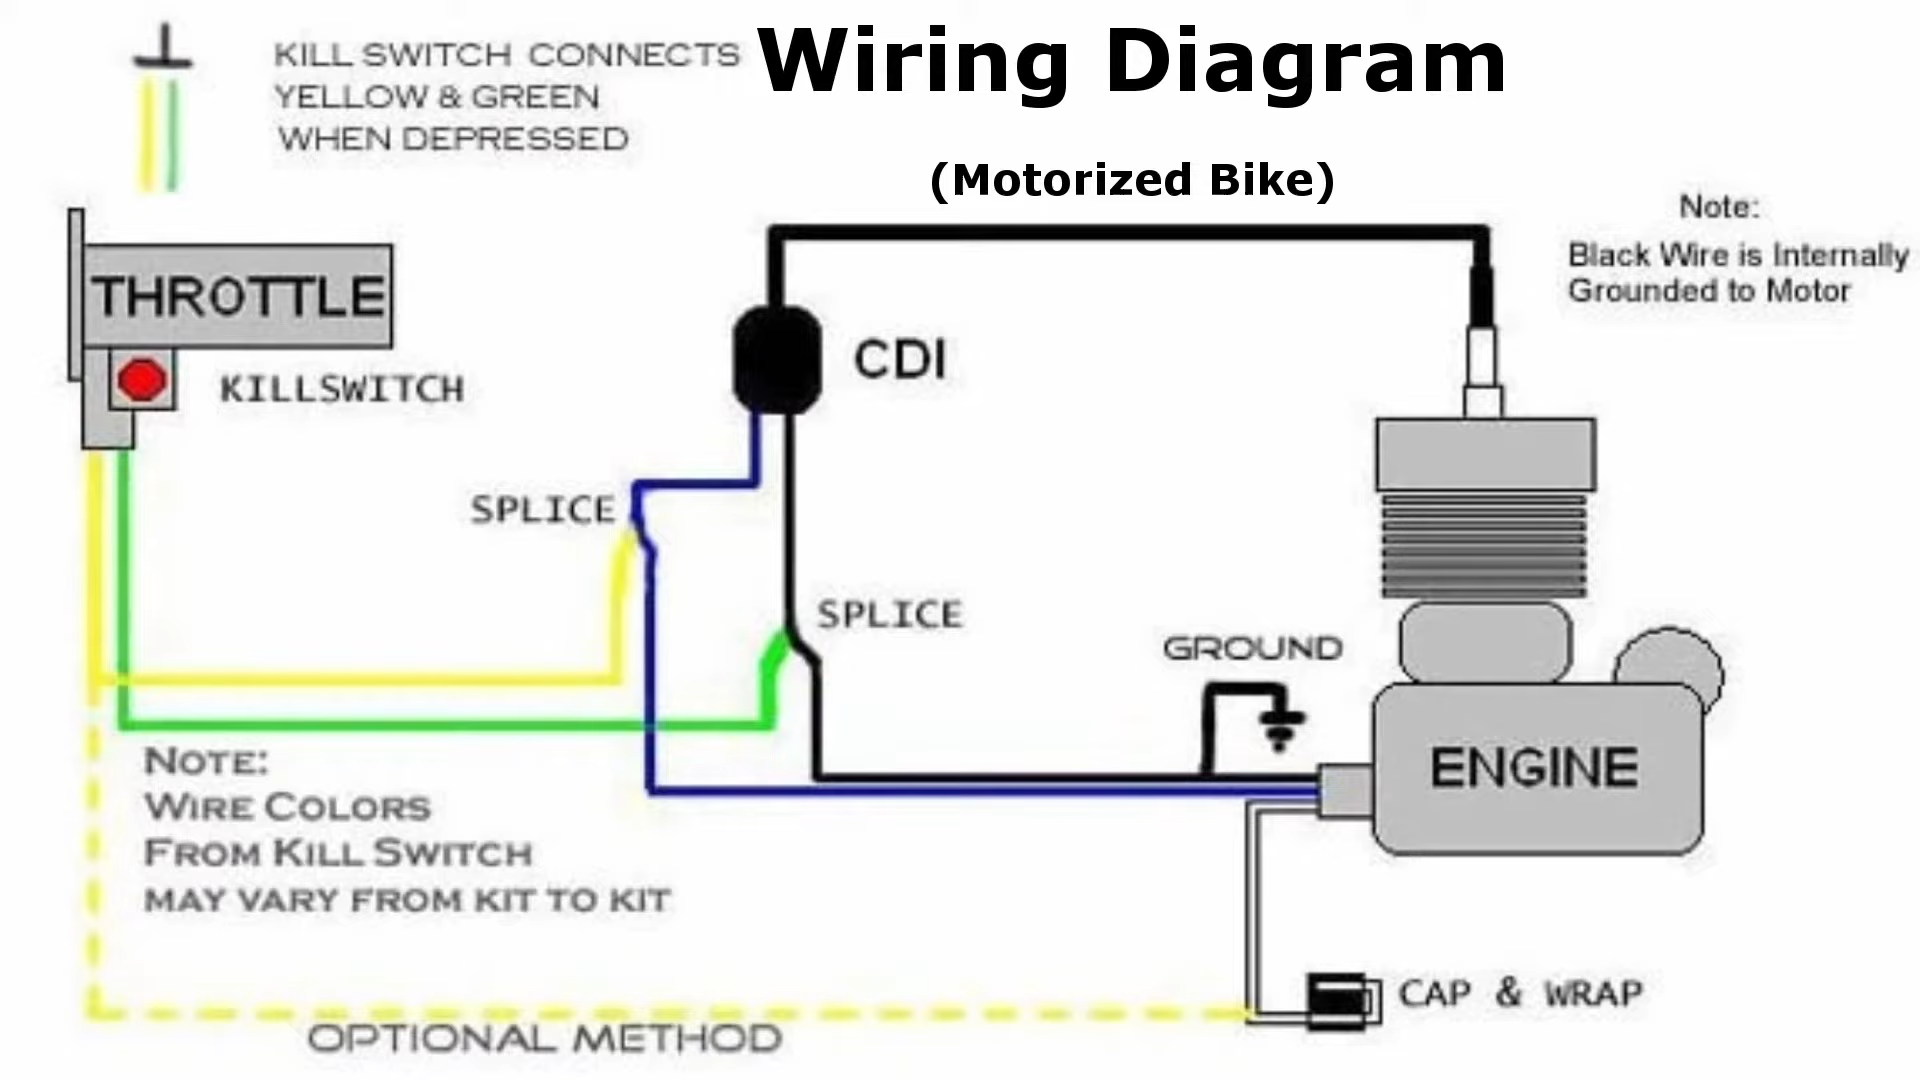 KILL SWITCH CONNECTS
YELLOW & GREEN
WHEN DEPRESSED
Wiring Diagram
(Motorized Bike)
Note:
Black Wire is Internally
Grounded to Motor
THROTTLE
KILLSWITCH
CDI
SPLICE
SPLICE
GROUND
ENGINE
NOTE:
WIRE COLORS
FROM KILL SWITCH
MAY VARY FROM KIT TO KIT
CAP & WRAP
OPTIONAL METHOD